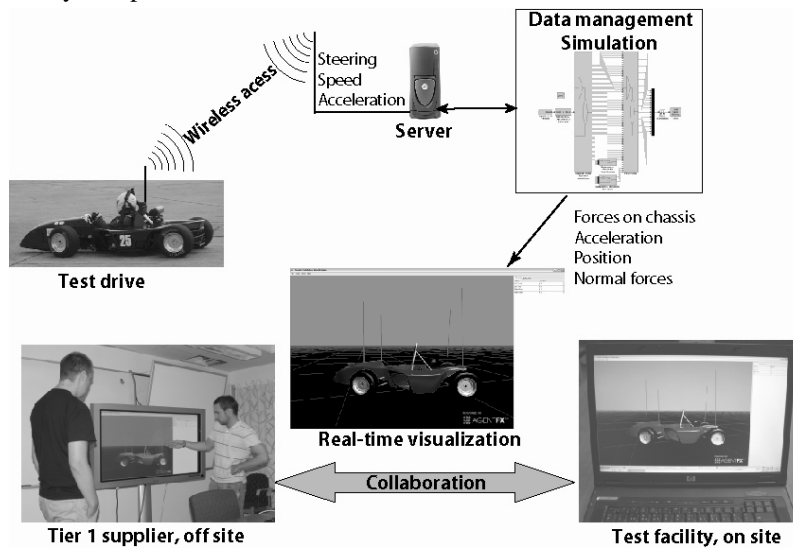 Data management
Simulation
Steering
Speed
Acceleration
Wireless acess
Server
Forces on chassis
Acceleration
Position
Normal forces
25
Test drive
AGENTFX
Real-time visualization
Collaboration
hp
Tier 1 supplier, off site
Test facility, on site